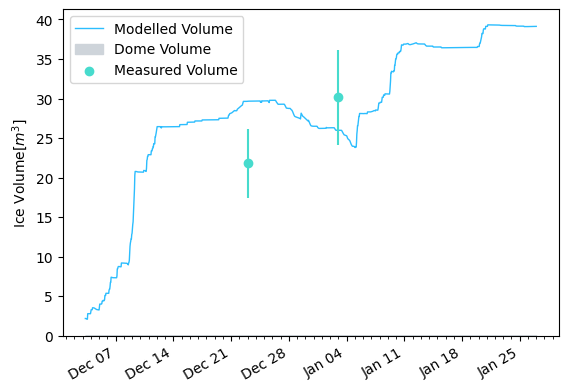 Modelled Volume
Dome Volume
Measured Volume
Ice Volume[m³]
40
35
30
25
20
15
10
5
0
Dec 07
Dec 14
Dec 21
Dec 28
Jan 04
Jan 11
Jan 18
Jan 25